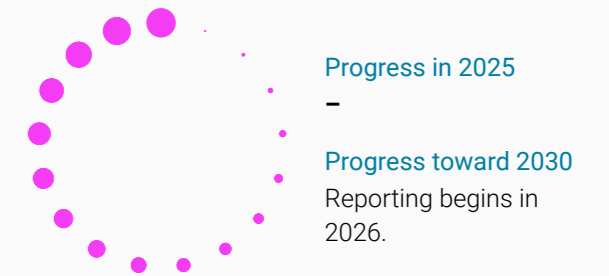 Progress in 2025
–
Progress toward 2030
Reporting begins in
2026.